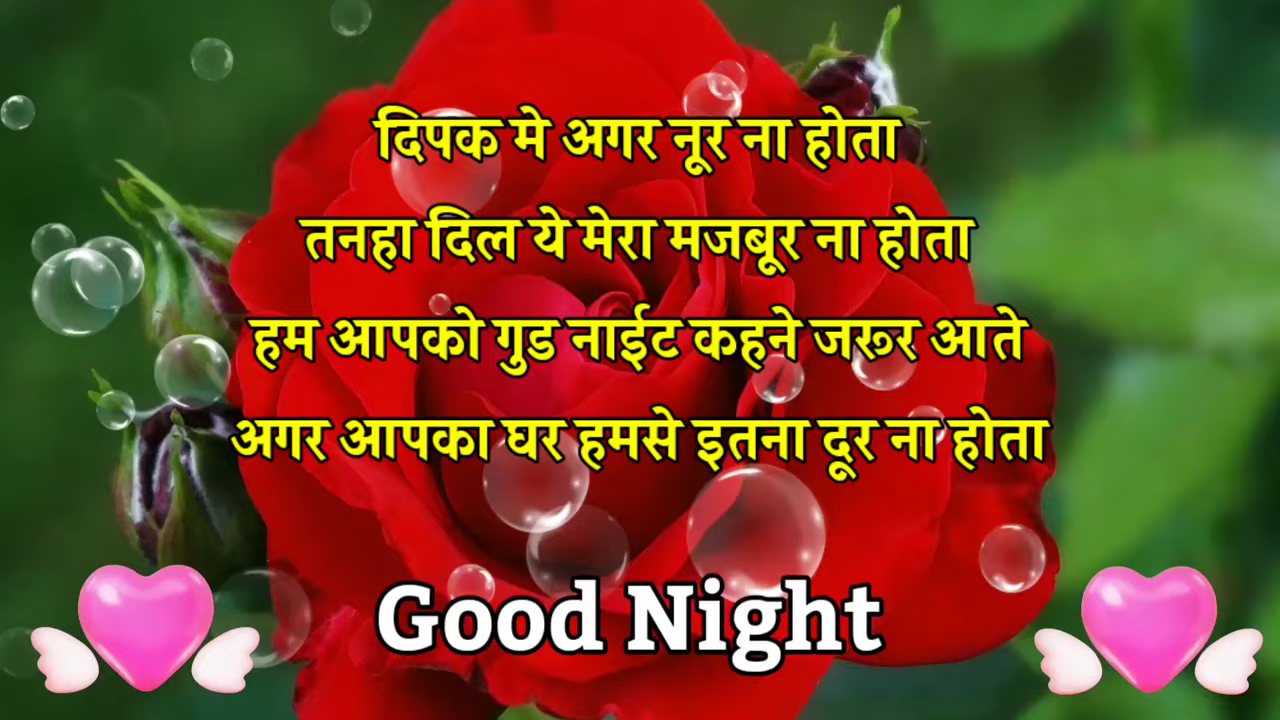 दिपक मे अगर नूर ना होता
तनहा दिल ये मेरा मजबूर ना होता
हम आपको गुड नाईट कहने जरूर आते
अगर आपका घर हमसे इतना दूर ना होता
Good Night